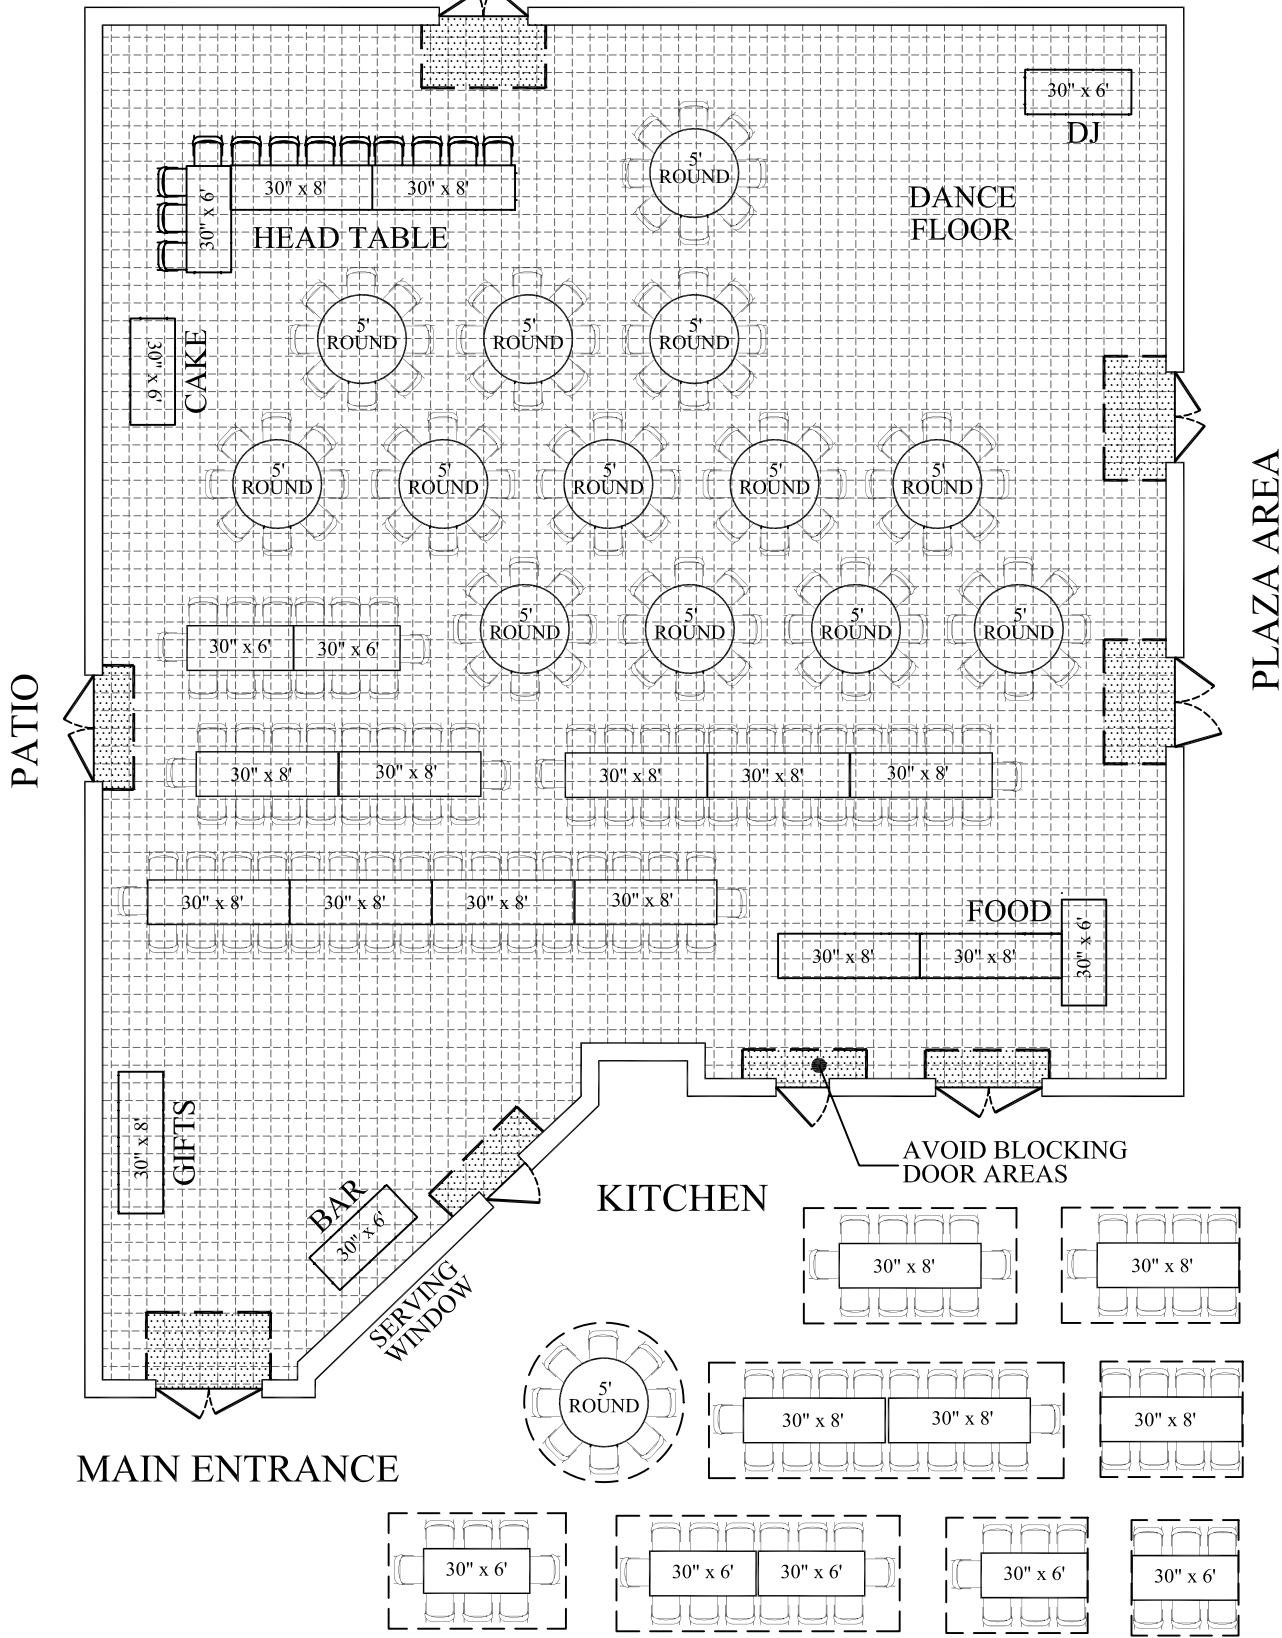 30" x 6'
DJ
5'
ROUND
DANCE
FLOOR
30" x 6'
30" x 8'
30" x 8'
HEAD TABLE
5'
ROUND
5'
ROUND
5'
ROUND
30" x 6'
CAKE
5'
ROUND
5'
ROUND
5'
ROUND
5'
ROUND
5'
ROUND
PLAZA AREA
5'
ROUND
5'
ROUND
5'
ROUND
5'
ROUND
30" x 6'
30" x 6'
PATIO
30" x 8'
30" x 8'
30" x 8'
30" x 8'
30" x 8'
30" x 8'
30" x 8'
30" x 8'
30" x 8'
FOOD
30" x 8'
30" x 8'
30" x 6'
30" x 8'
GIFTS
AVOID BLOCKING
DOOR AREAS
KITCHEN
BAR
30" x 6'
SERVING
WINDOW
30" x 8'
30" x 8'
5'
ROUND
30" x 8'
30" x 8'
30" x 8'
MAIN ENTRANCE
30" x 6'
30" x 6'
30" x 6'
30" x 6'
30" x 6'